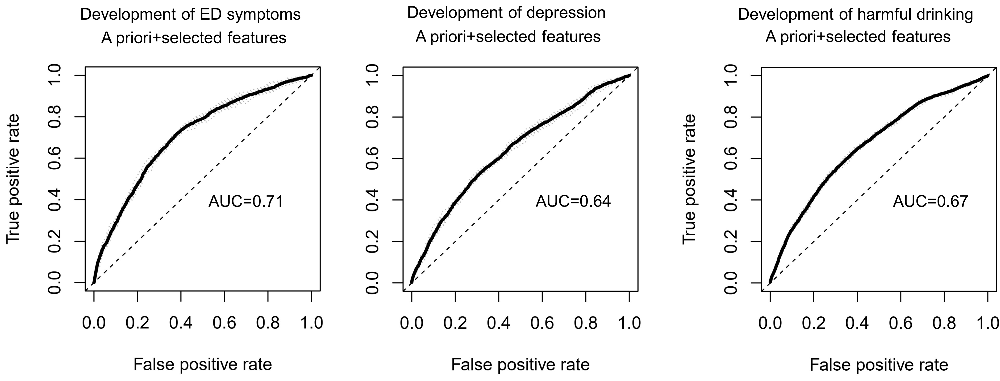 Development of ED symptoms
A priori+selected features
1.0
0.8
0.6
0.4
0.2
0.0
True positive rate
AUC=0.71
0.0 0.2 0.4 0.6 0.8 1.0
False positive rate
Development of depression
A priori+selected features
1.0
0.8
0.6
0.4
0.2
0.0
AUC=0.64
0.0 0.2 0.4 0.6 0.8 1.0
False positive rate
Development of harmful drinking
A priori+selected features
1.0
0.8
0.6
0.4
0.2
0.0
True positive rate
AUC=0.67
0.0 0.2 0.4 0.6 0.8 1.0
False positive rate